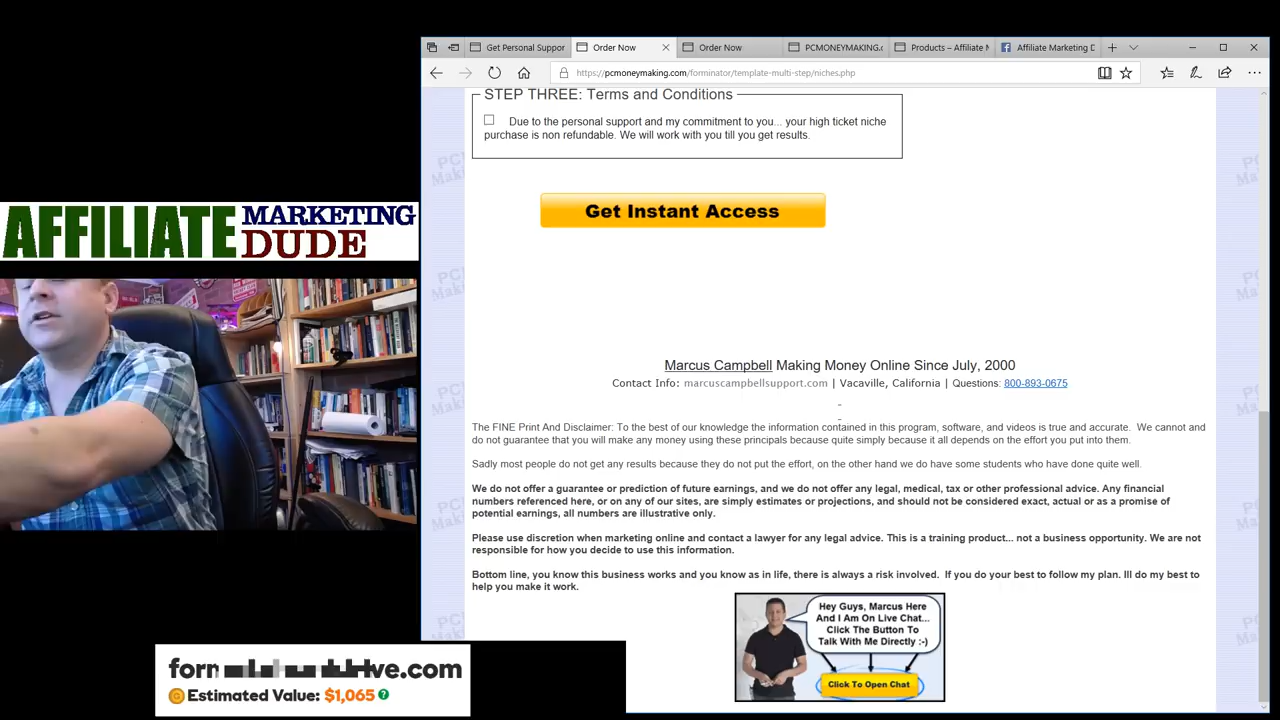 Get Personal Suppor
Order Now
Order Now
PCMONEYMAKING.c
Products – Affiliate M
Affiliate Marketing D
https://pcmoneymaking.com/forminator/template-multi-step/niches.php
STEP THREE: Terms and Conditions
Due to the personal support and my commitment to you... your high ticket niche
purchase is non refundable. We will work with you till you get results.
Get Instant Access
AFFILIATE MARKETING DUDE
Marcus Campbell Making Money Online Since July, 2000
Contact Info: marcuscampbellsupport.com | Vacaville, California | Questions: 800-893-0675
The FINE Print And Disclaimer: To the best of our knowledge the information contained in this program, software, and videos is true and accurate. We cannot and
do not guarantee that you will make any money using these principals because quite simply because it all depends on the effort you put into them.
Sadly most people do not get any results because they do not put the effort, on the other hand we do have some students who have done quite well.
We do not offer a guarantee or prediction of future earnings, and we do not offer any legal, medical, tax or other professional advice. Any financial
numbers referenced here, or on any of our sites, are simply estimates or projections, and should not be considered exact, actual or as a promise of
potential earnings, all numbers are illustrative only.
Please use discretion when marketing online and contact a lawyer for any legal advice. This is a training product... not a business opportunity. We are not
responsible for how you decide to use this information.
Bottom line, you know this business works and you know as in life, there is always a risk involved. If you do your best to follow my plan. Ill do my best to
help you make it work.
Hey Guys, Marcus Here
And I Am On Live Chat...
Click The Button To
Talk With Me Directly :-)
Click To Open Chat
Estimated Value: $1,065 ?